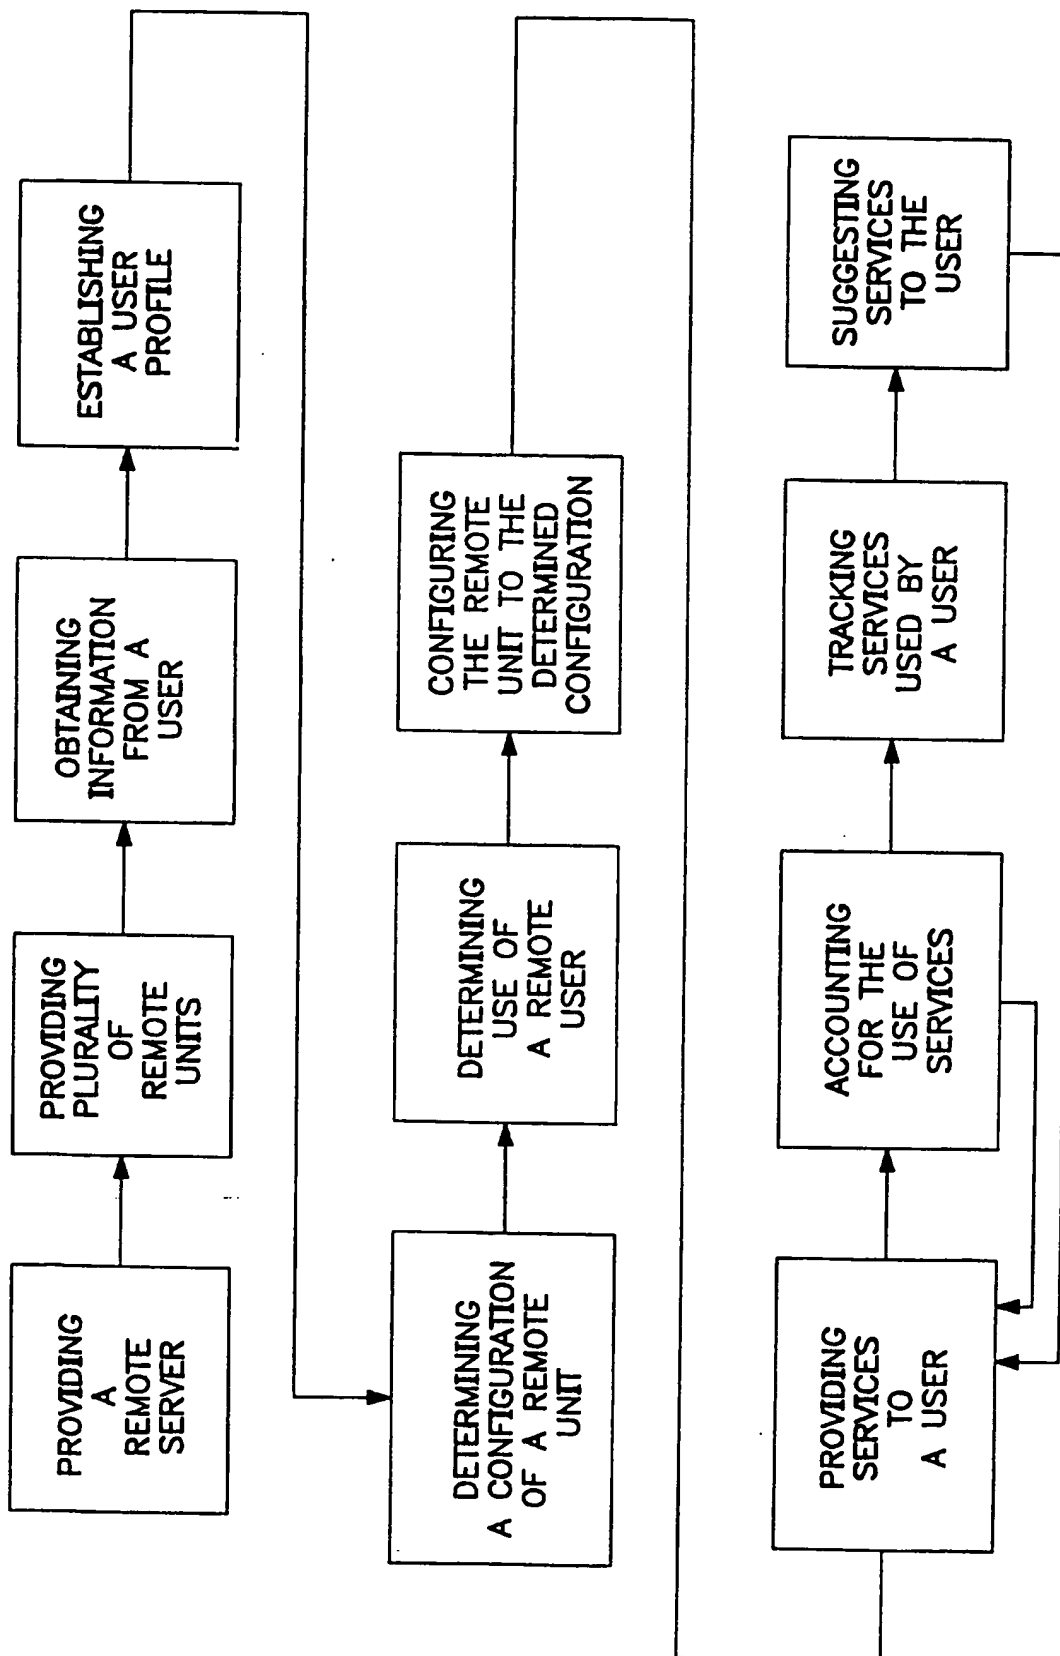 PROVIDING
A
REMOTE
SERVER
PROVIDING
PLURALITY
OF
REMOTE
UNITS
OBTAINING
INFORMATION
FROM A
USER
ESTABLISHING
A USER
PROFILE
DETERMINING
A CONFIGURATION
OF A REMOTE
UNIT
DETERMINING
USE OF
A REMOTE
USER
CONFIGURING
THE REMOTE
UNIT TO THE
DETERMINED
CONFIGURATION
PROVIDING
SERVICES
TO
A USER
ACCOUNTING
FOR THE
USE OF
SERVICES
TRACKING
SERVICES
USED BY
A USER
SUGGESTING
SERVICES
TO THE
USER